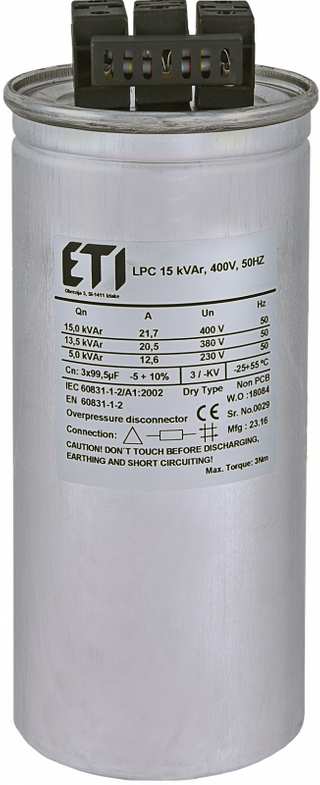 ETI
LPC 15 kVAr, 400V, 50HZ
Obrezija 5, SI-1411 Izlake
Qn A Un Hz
15,0 kVAr 21,7 400 V 50
13,5 kVAr 20,5 380 V 50
5,0 kVAr 12,6 230 V 50
Cn: 3x99,5µF -5 + 10% 3 / -KV -25+55 ºC
IEC 60831-1-2/A1:2002 Dry Type Non PCB
EN 60831-1-2 W.O :18084
Overpressure disconnector CE Sr. No.0029
Connection: Mfg : 23.16
CAUTION! DON´T TOUCH BEFORE DISCHARGING,
EARTHING AND SHORT CIRCUITING!
Max. Torque: 3Nm